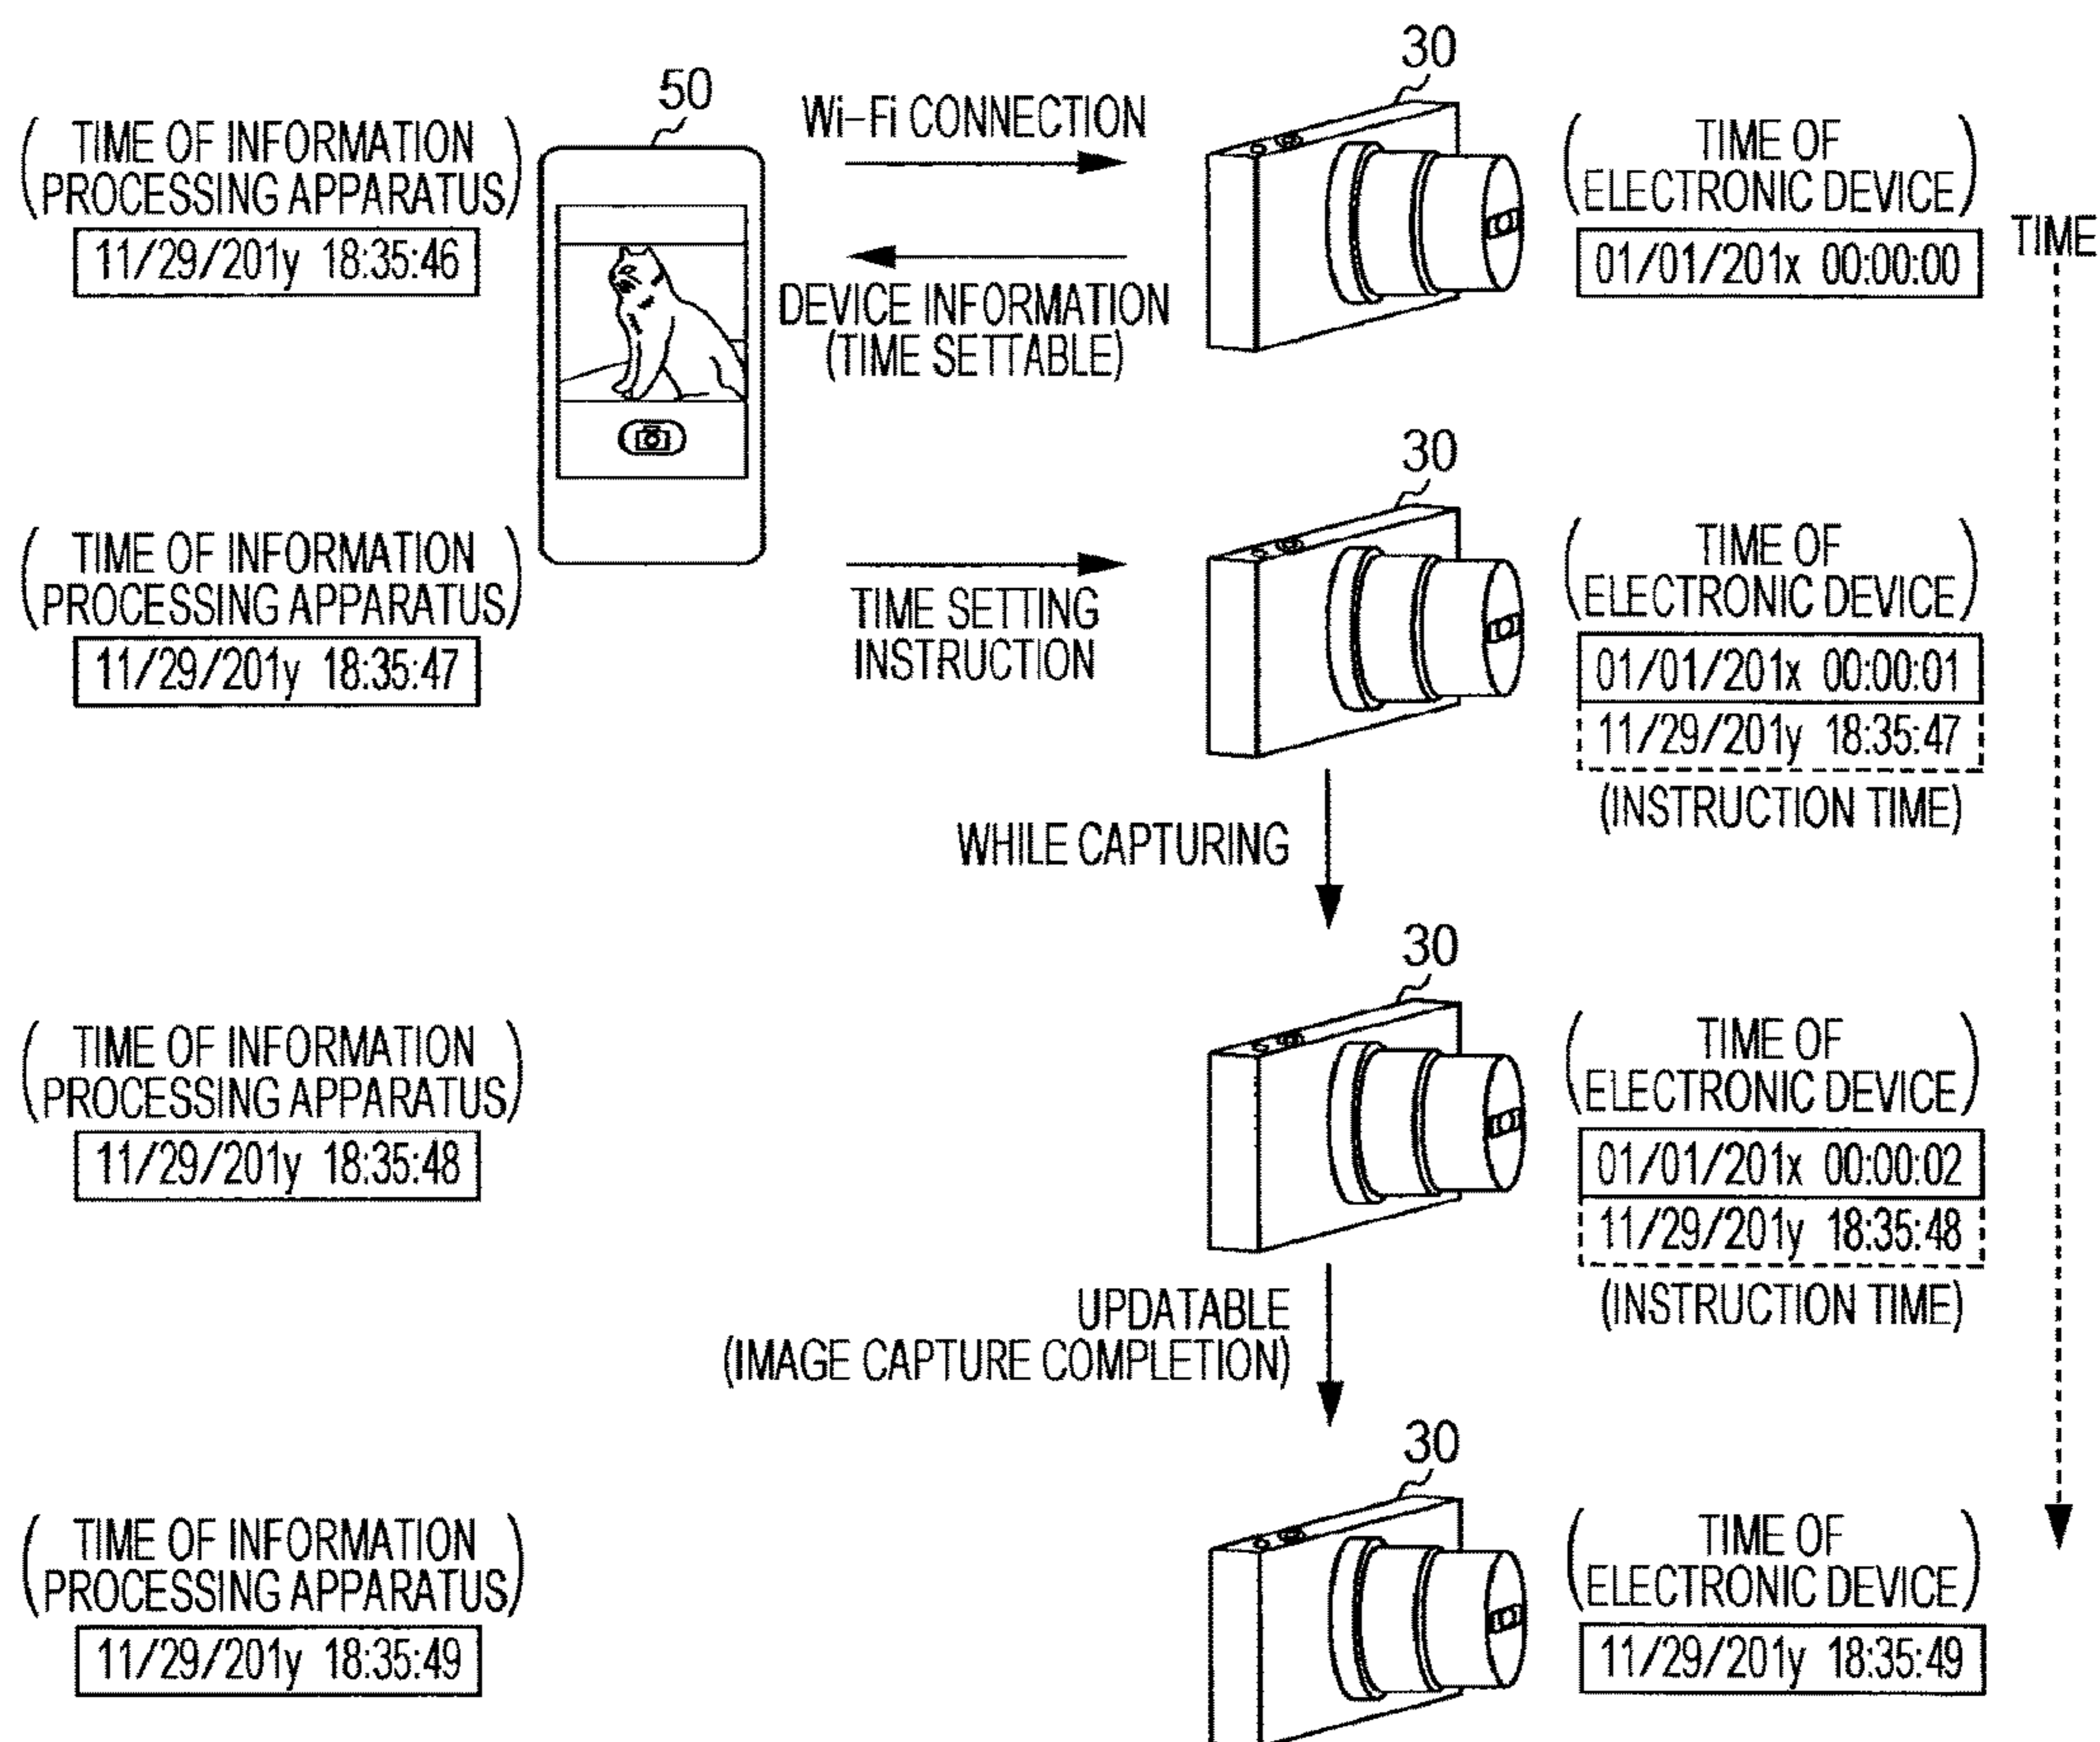 50
30
( TIME OF INFORMATION
PROCESSING APPARATUS )
11/29/201y 18:35:46
Wi-Fi CONNECTION
DEVICE INFORMATION
(TIME SETTABLE)
( TIME OF
ELECTRONIC DEVICE )
01/01/201x 00:00:00
TIME
30
( TIME OF INFORMATION
PROCESSING APPARATUS )
11/29/201y 18:35:47
TIME SETTING
INSTRUCTION
( TIME OF
ELECTRONIC DEVICE )
01/01/201x 00:00:01
11/29/201y 18:35:47
(INSTRUCTION TIME)
WHILE CAPTURING
30
( TIME OF INFORMATION
PROCESSING APPARATUS )
11/29/201y 18:35:48
( TIME OF
ELECTRONIC DEVICE )
01/01/201x 00:00:02
11/29/201y 18:35:48
(INSTRUCTION TIME)
UPDATABLE
(IMAGE CAPTURE COMPLETION)
30
( TIME OF INFORMATION
PROCESSING APPARATUS )
11/29/201y 18:35:49
( TIME OF
ELECTRONIC DEVICE )
11/29/201y 18:35:49